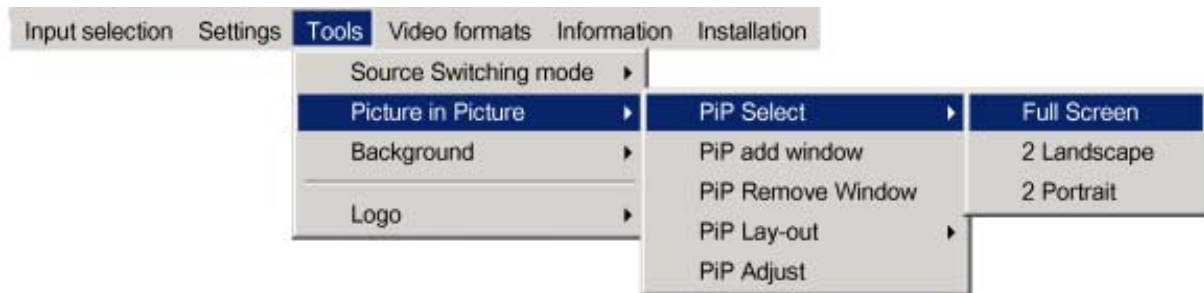 Input selection Settings Tools Video formats Information Installation
Source Switching mode
Picture in Picture PiP Select Full Screen
Background PiP add window 2 Landscape
PiP Remove Window 2 Portrait
Logo PiP Lay-out
PiP Adjust